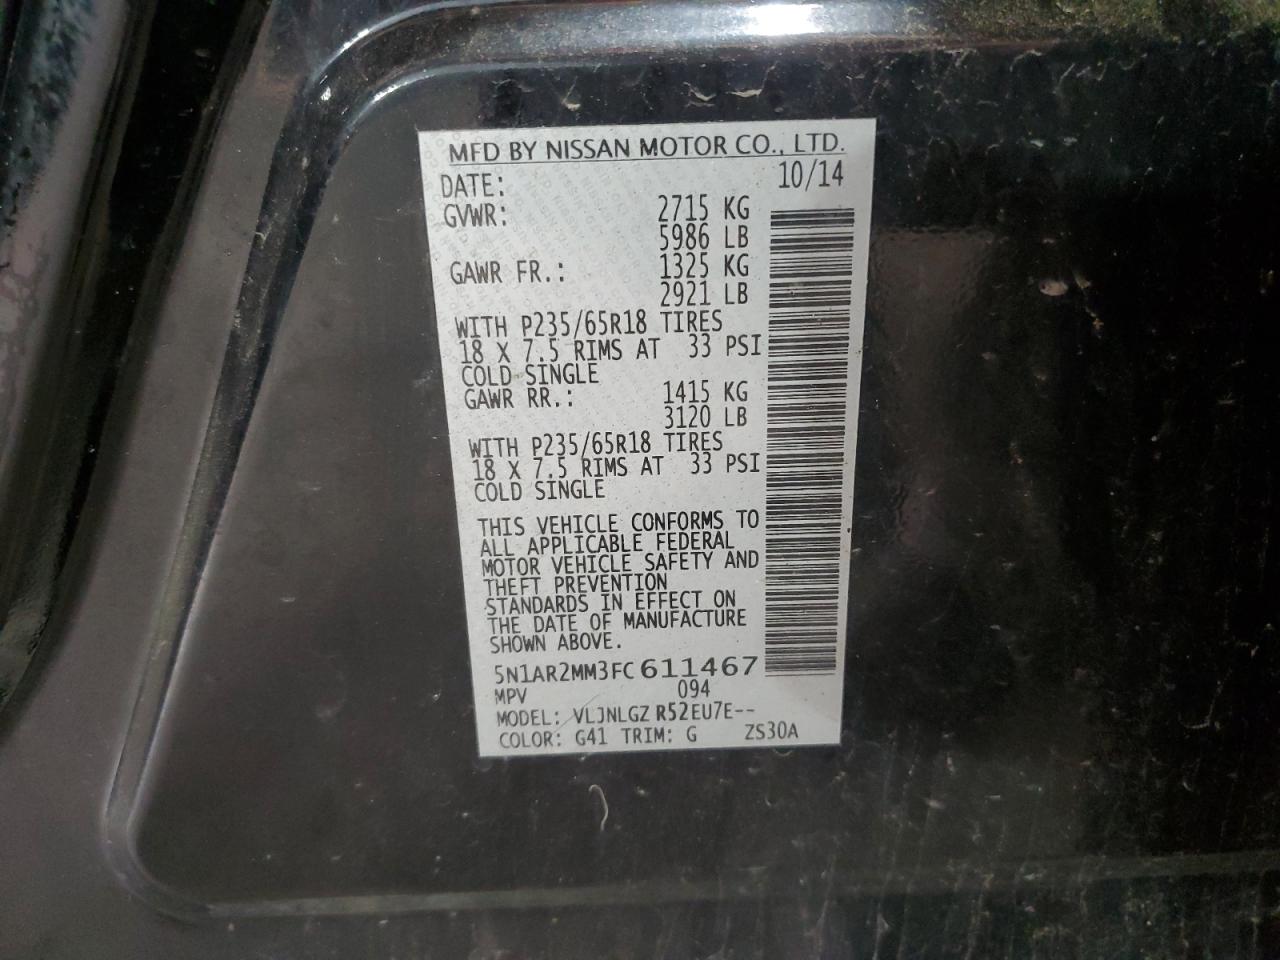 MFD BY NISSAN MOTOR CO., LTD.
DATE: 10/14
GVWR: 2715 KG
5986 LB
GAWR FR.: 1325 KG
2921 LB
WITH P235/65R18 TIRES
18 X 7.5 RIMS AT 33 PSI
COLD SINGLE
GAWR RR.: 1415 KG
3120 LB
WITH P235/65R18 TIRES
18 X 7.5 RIMS AT 33 PSI
COLD SINGLE
THIS VEHICLE CONFORMS TO
ALL APPLICABLE FEDERAL
MOTOR VEHICLE SAFETY AND
THEFT PREVENTION
STANDARDS IN EFFECT ON
THE DATE OF MANUFACTURE
SHOWN ABOVE.
5N1AR2MM3FC611467
MPV 094
MODEL: VLJNLGZ R52EU7E--
COLOR: G41 TRIM: G ZS30A